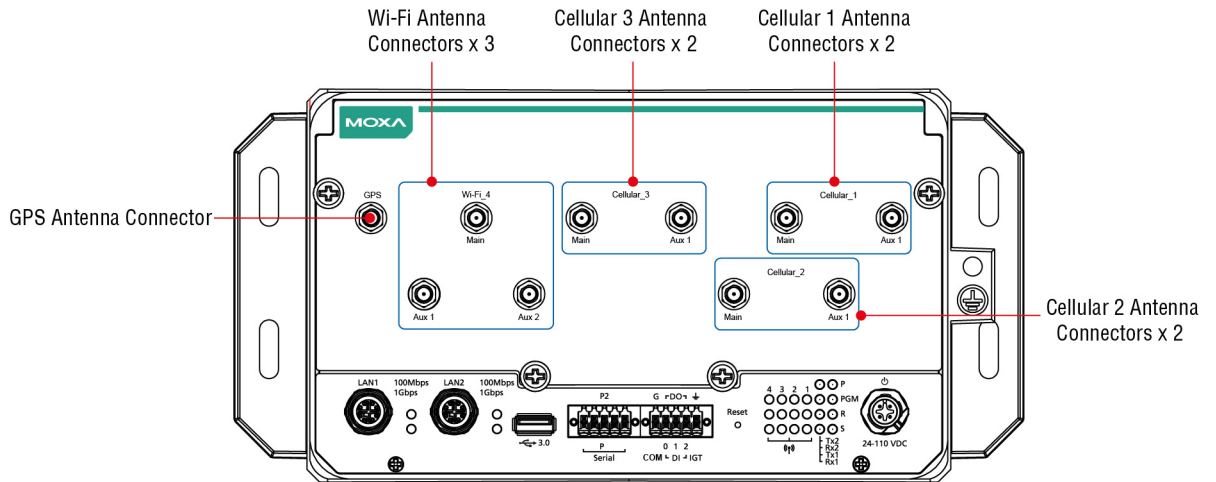 Wi-Fi Antenna
Connectors x 3
Cellular 3 Antenna
Connectors x 2
Cellular 1 Antenna
Connectors x 2
MOXA
GPS
Wi-Fi_4
Cellular_3
Cellular_1
GPS Antenna Connector
Main
Main
Aux 1
Main
Aux 1
Cellular_2
Aux 1
Aux 2
Main
Aux 1
Cellular 2 Antenna
Connectors x 2
LAN1
100Mbps
1Gbps
LAN2
100Mbps
1Gbps
3.0
P2
P
Serial
G DO
0 1 2
COM DI IGT
Reset
4 3 2 1
P
PGM
R
S
Tx2
Rx2
Tx1
Rx1
24-110 VDC